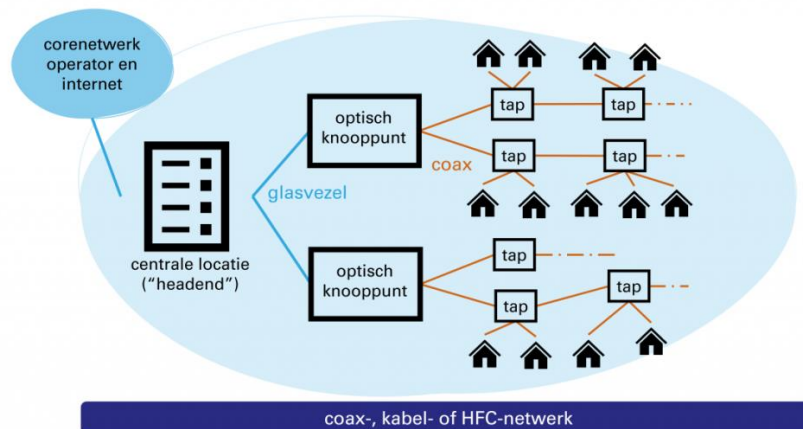 corenetwerk
operator en
internet
optisch
knooppunt
tap
tap
coax
tap
tap
glasvezel
centrale locatie
("headend")
optisch
knooppunt
tap
tap
tap
coax-, kabel- of HFC-netwerk